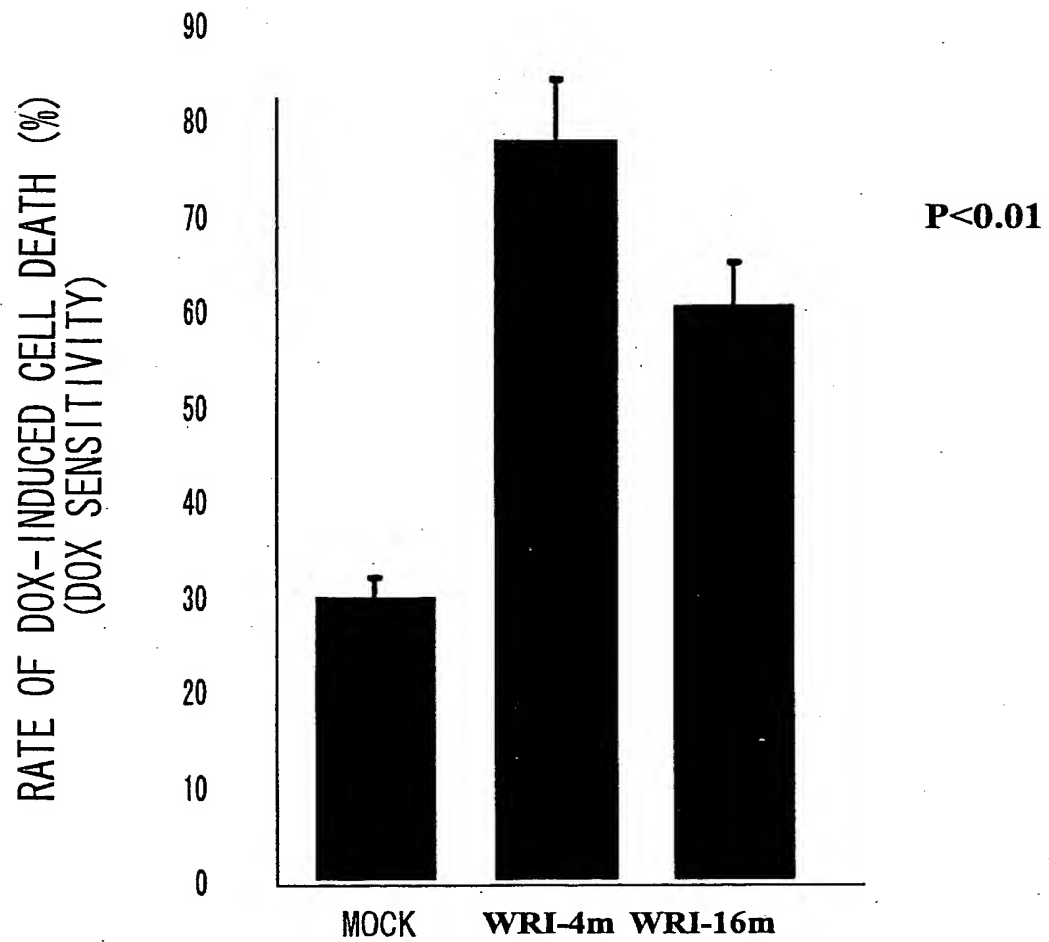 RATE OF DOX-INDUCED CELL DEATH (%)
(DOX SENSITIVITY)
90
80
70
60
50
40
30
20
10
0
P<0.01
MOCK WRI-4m WRI-16m